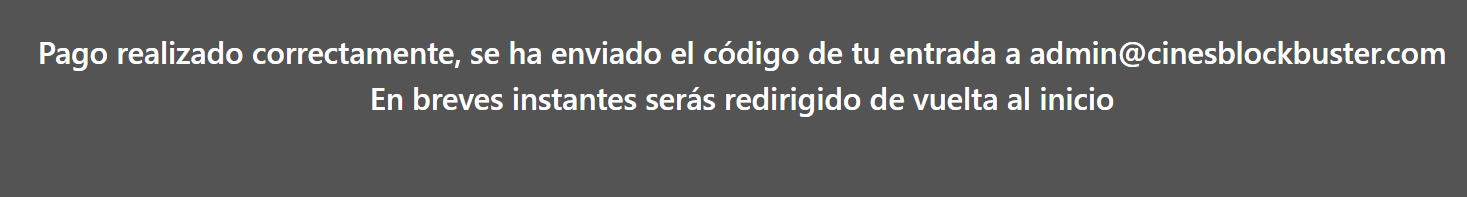 Pago realizado correctamente, se ha enviado el código de tu entrada a admin@cinesblockbuster.com
En breves instantes serás redirigido de vuelta al inicio